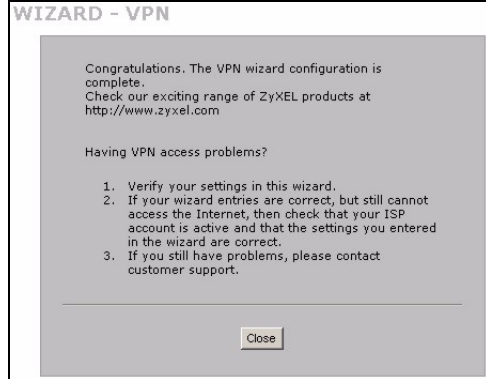 WIZARD - VPN
Congratulations. The VPN wizard configuration is
complete.
Check our exciting range of ZyXEL products at
http://www.zyxel.com
Having VPN access problems?
1. Verify your settings in this wizard.
2. If your wizard entries are correct, but still cannot
access the Internet, then check that your ISP
account is active and that the settings you entered
in the wizard are correct.
3. If you still have problems, please contact
customer support.
Close